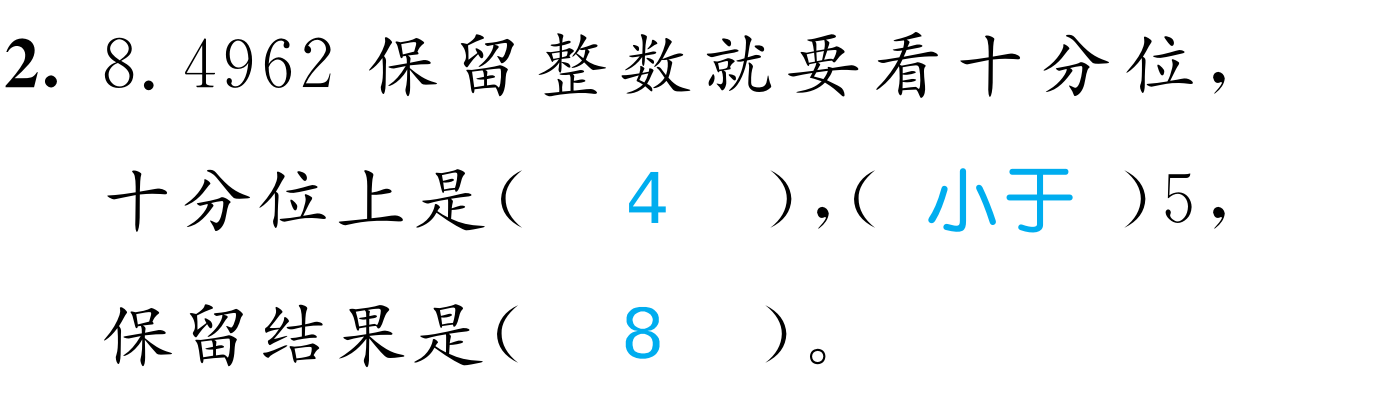 2. 8.4962 保留整数就要看十分位，
十分位上是( 4 ),( 小于 )5，
保留结果是( 8 )。